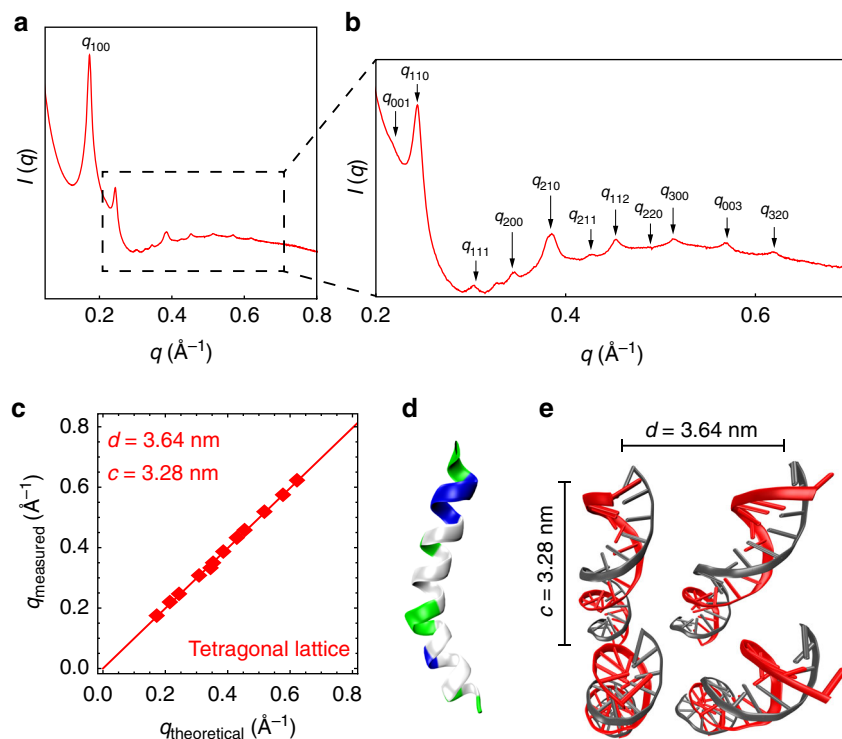 a
q100
I (q)
0.2 0.4 0.6 0.8
q (Å−1)
b
q110
q001
q210
q111
q200
q211
q112
q220
q300
q003
q320
I (q)
0.2 0.4 0.6
q (Å−1)
c
0.8
0.6
0.4
0.2
0.0
qmeasured (Å−1)
d = 3.64 nm
c = 3.28 nm
Tetragonal lattice
0.0 0.2 0.4 0.6 0.8
qtheoretical (Å−1)
d
e
d = 3.64 nm
c = 3.28 nm